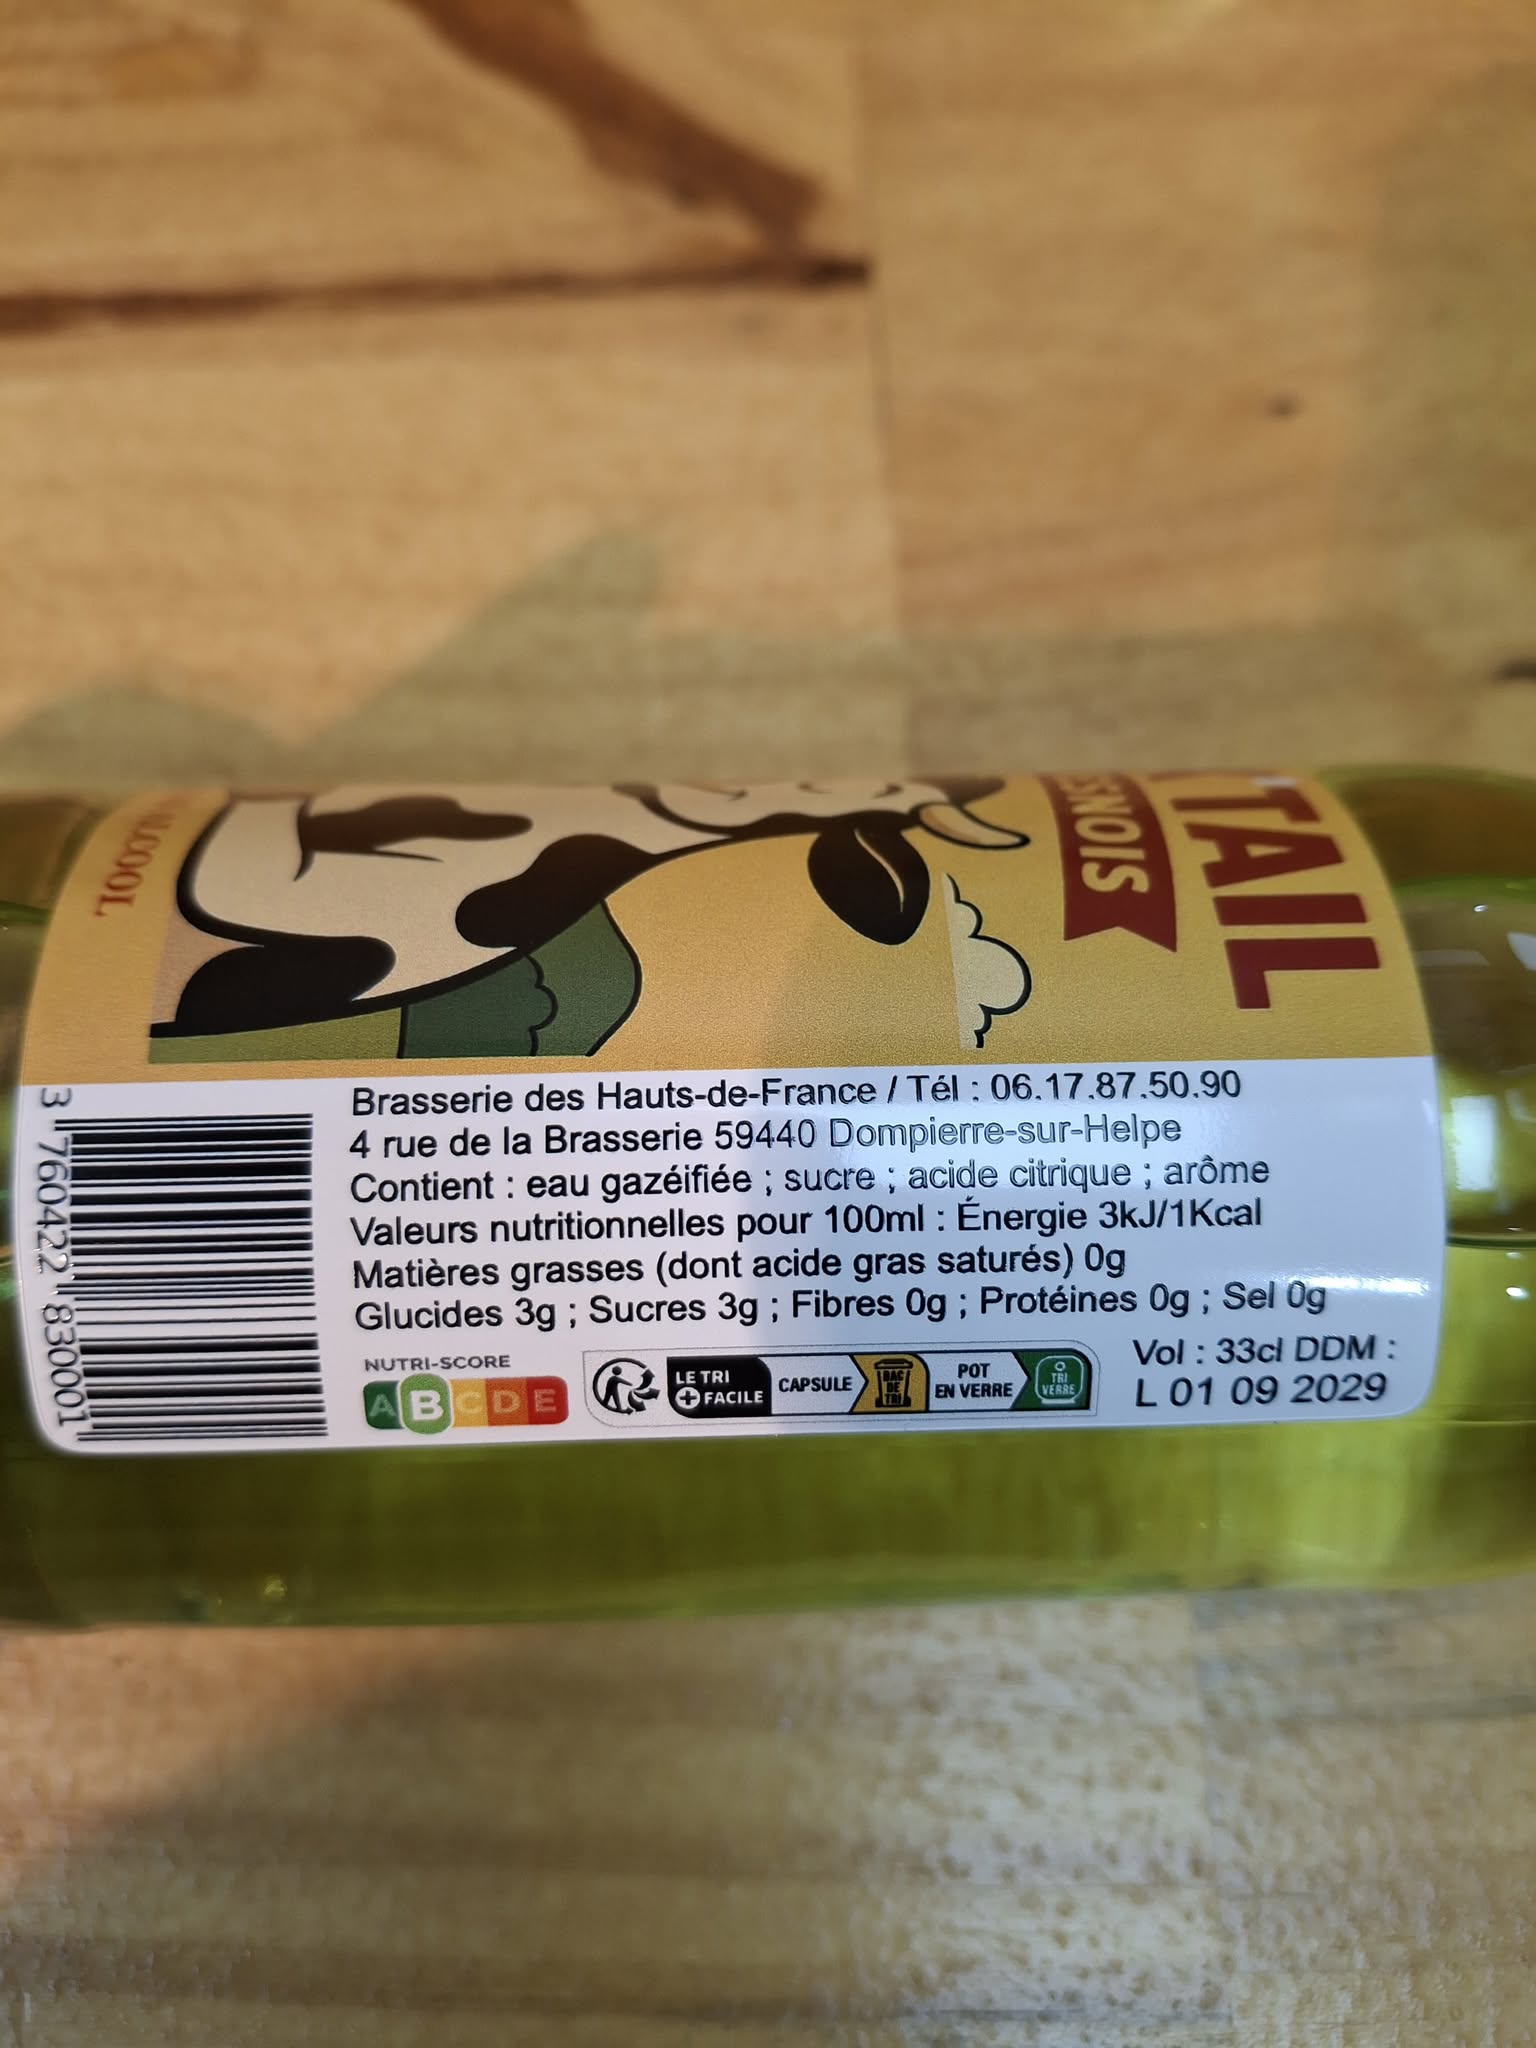 TAIL
SNOIS
ALCOOL
Brasserie des Hauts-de-France / Tél : 06.17.87.50.90
4 rue de la Brasserie 59440 Dompierre-sur-Helpe
Contient : eau gazéifiée ; sucre ; acide citrique ; arôme
Valeurs nutritionnelles pour 100ml : Énergie 3kJ/1Kcal
Matières grasses (dont acide gras saturés) 0g
Glucides 3g ; Sucres 3g ; Fibres 0g ; Protéines 0g ; Sel 0g
NUTRI-SCORE
A B C D E
LE TRI
+ FACILE
CAPSULE
BAC
DE
TRI
POT
EN VERRE
TRI
VERRE
Vol : 33cl DDM :
L 01 09 2029
3 760422 830001